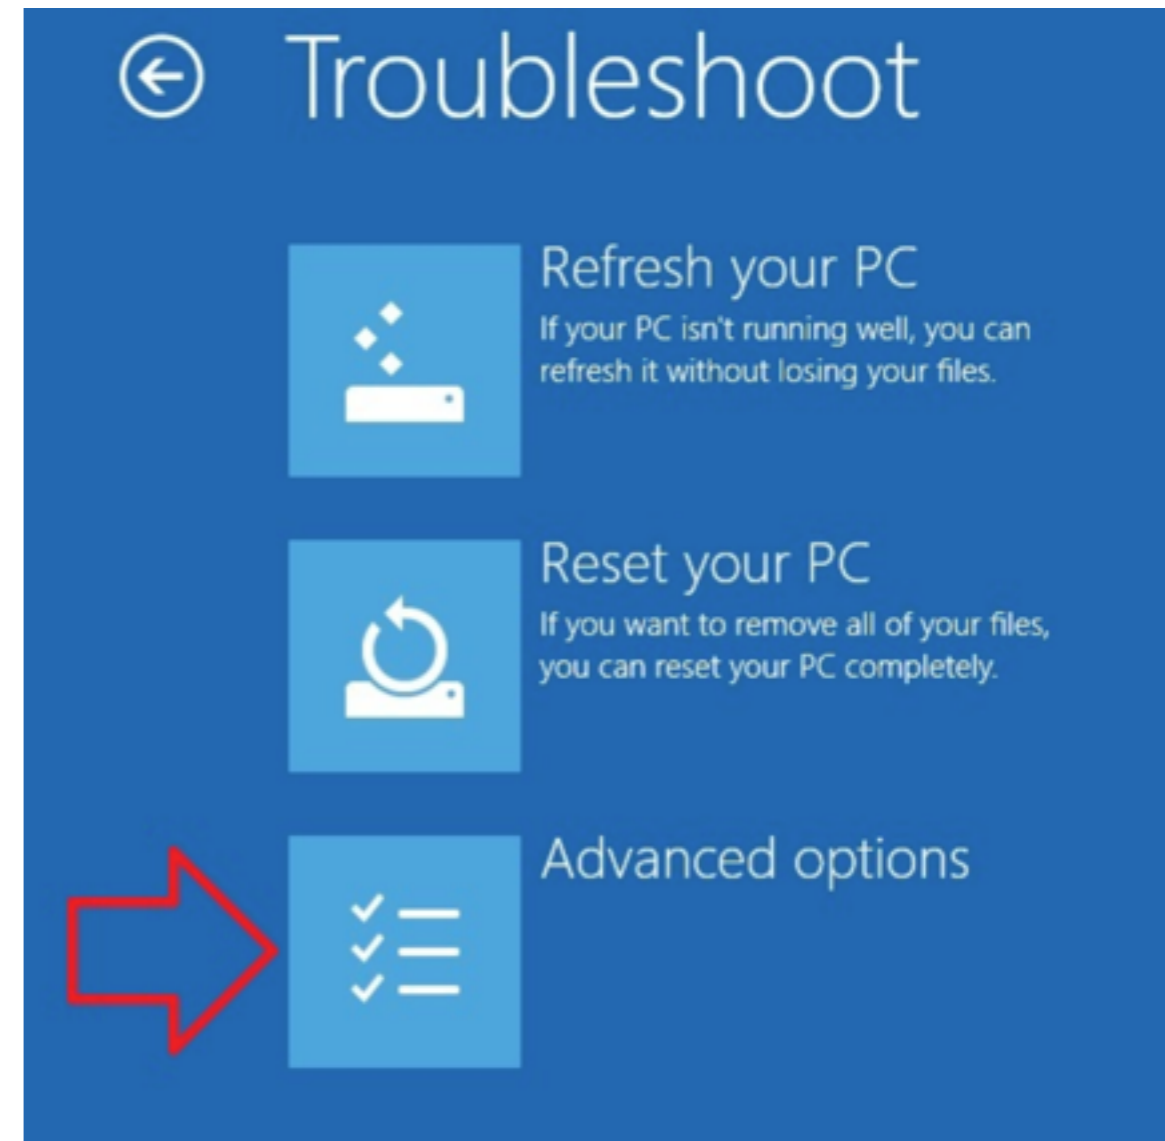 Troubleshoot
Refresh your PC
If your PC isn't running well, you can
refresh it without losing your files.
Reset your PC
If you want to remove all of your files,
you can reset your PC completely.
Advanced options